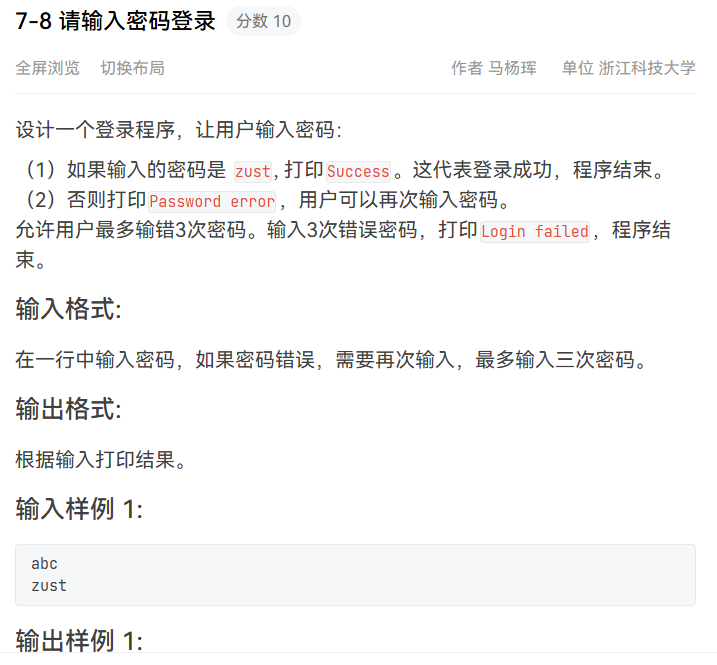 7-8 请输入密码登录 分数 10
全屏浏览 切换布局 作者 马杨珲 单位 浙江科技大学
设计一个登录程序，让用户输入密码：
（1）如果输入的密码是 zust，打印Success。这代表登录成功，程序结束。
（2）否则打印Password error，用户可以再次输入密码。
允许用户最多输错3次密码。输入3次错误密码，打印Login failed，程序结
束。
输入格式:
在一行中输入密码，如果密码错误，需要再次输入，最多输入三次密码。
输出格式:
根据输入打印结果。
输入样例 1:
abc
zust
输出样例 1: